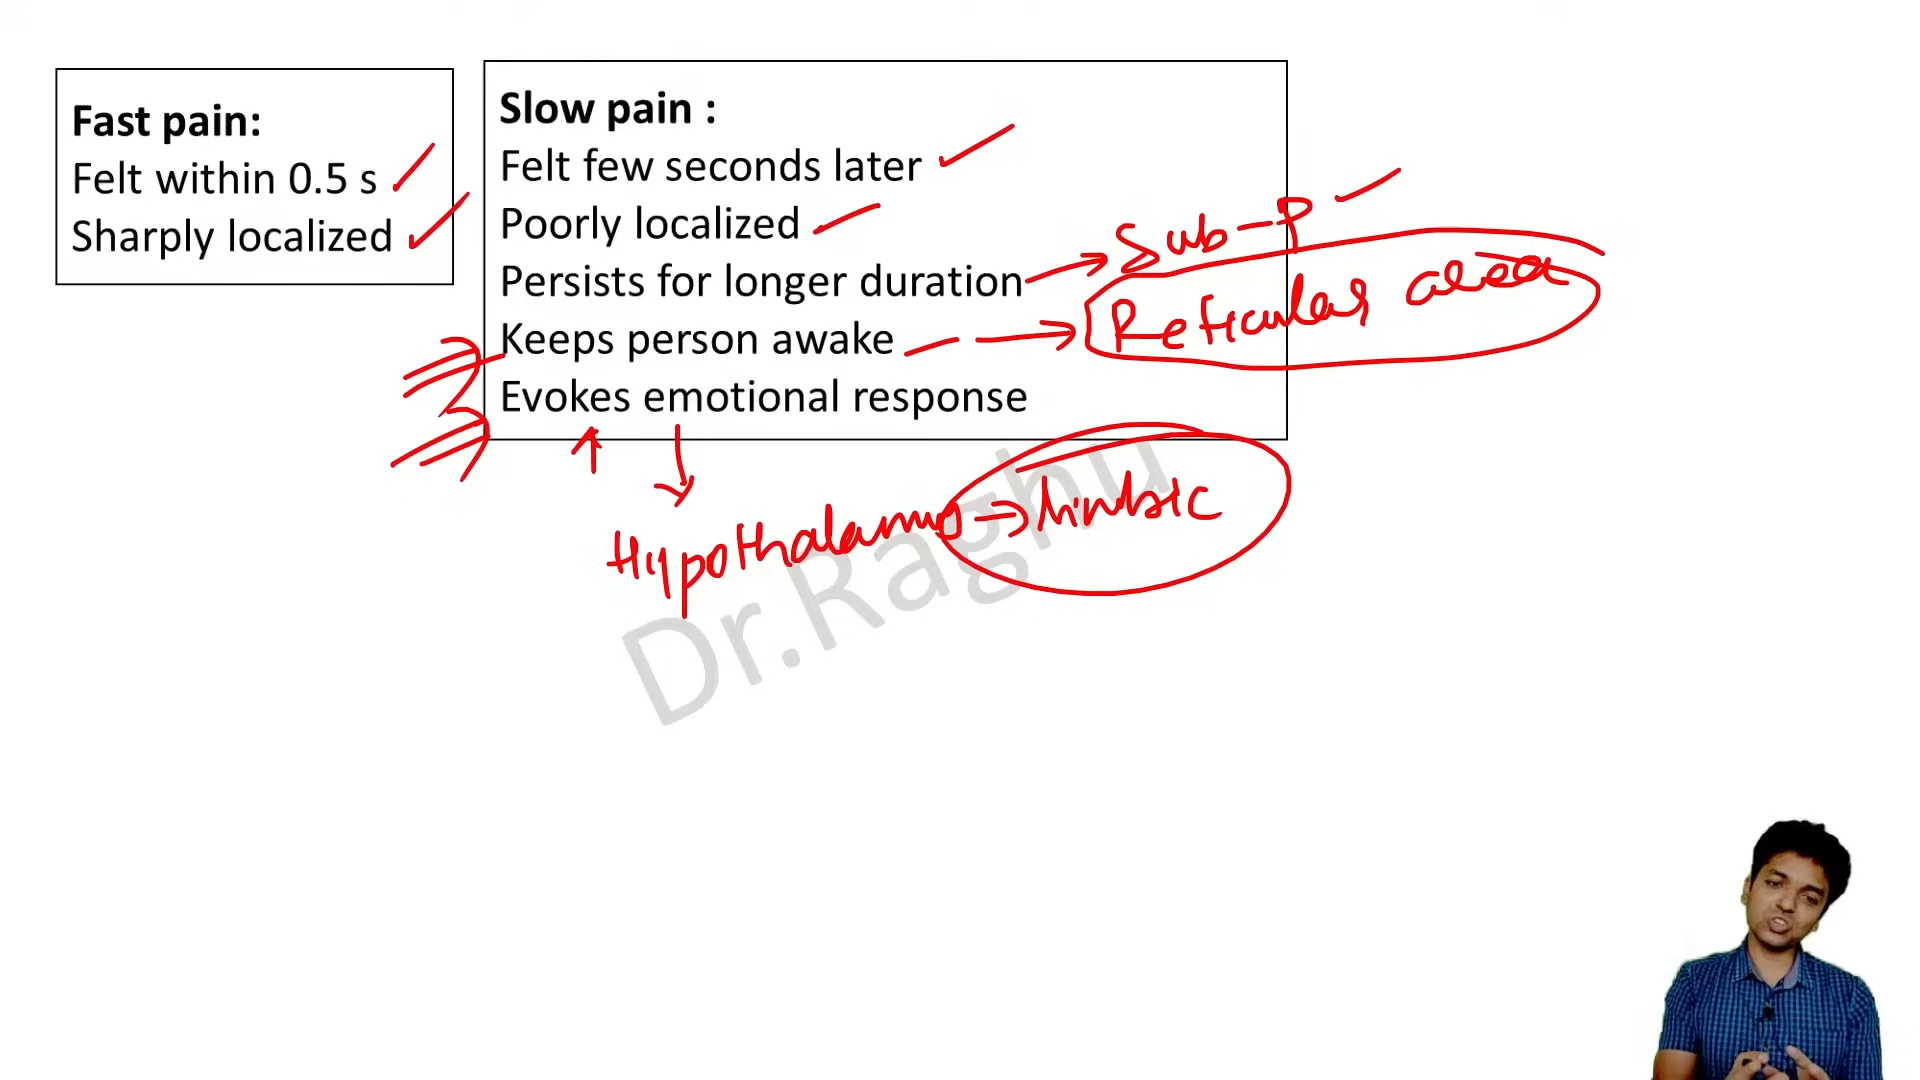 Fast pain:
Felt within 0.5 s
Sharply localized
Slow pain :
Felt few seconds later
Poorly localized
Persists for longer duration
Keeps person awake
Evokes emotional response
Sub-P
Reticular area
Hypothalamus → limbic
Dr.Raghu